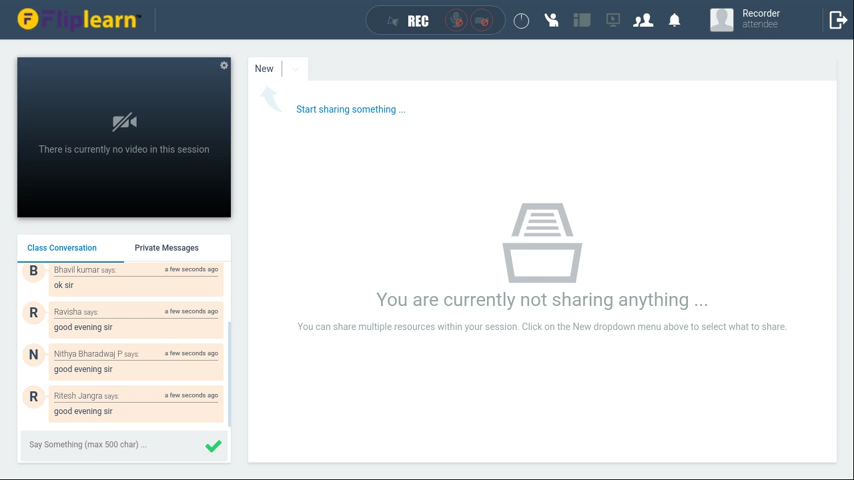 Fliplearn
REC
Recorder
attendee
There is currently no video in this session
New
Start sharing something ...
Class Conversation
Private Messages
B
Bhavil kumar says:
a few seconds ago
ok sir
R
Ravisha says:
a few seconds ago
good evening sir
N
Nithya Bharadwaj P says:
a few seconds ago
good evening sir
R
Ritesh Jangra says:
a few seconds ago
good evening sir
Say Something (max 500 char) ...
You are currently not sharing anything ...
You can share multiple resources within your session. Click on the New dropdown menu above to select what to share.